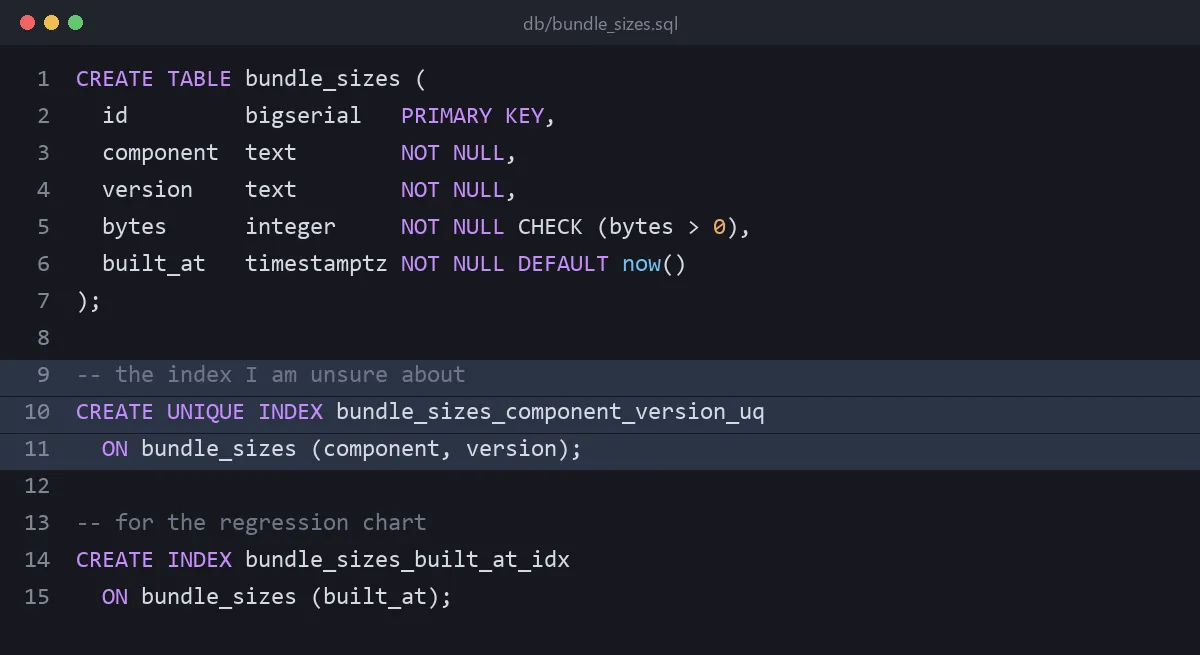 db/bundle_sizes.sql
1 CREATE TABLE bundle_sizes (
2   id         bigserial   PRIMARY KEY,
3   component  text        NOT NULL,
4   version    text        NOT NULL,
5   bytes      integer     NOT NULL CHECK (bytes > 0),
6   built_at   timestamptz NOT NULL DEFAULT now()
7 );
8
9 -- the index I am unsure about
10 CREATE UNIQUE INDEX bundle_sizes_component_version_uq
11   ON bundle_sizes (component, version);
12
13 -- for the regression chart
14 CREATE INDEX bundle_sizes_built_at_idx
15   ON bundle_sizes (built_at);